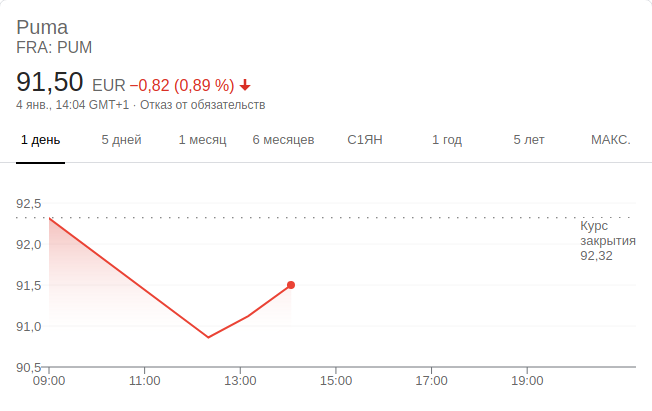 Puma
FRA: PUM
91,50 EUR −0,82 (0,89 %)
4 янв., 14:04 GMT+1 · Отказ от обязательств
1 день 5 дней 1 месяц 6 месяцев С1ЯН 1 год 5 лет МАКС.
92,5
Курс
92,0
закрытия
92,32
91,5
91,0
90,5
09:00 11:00 13:00 15:00 17:00 19:00